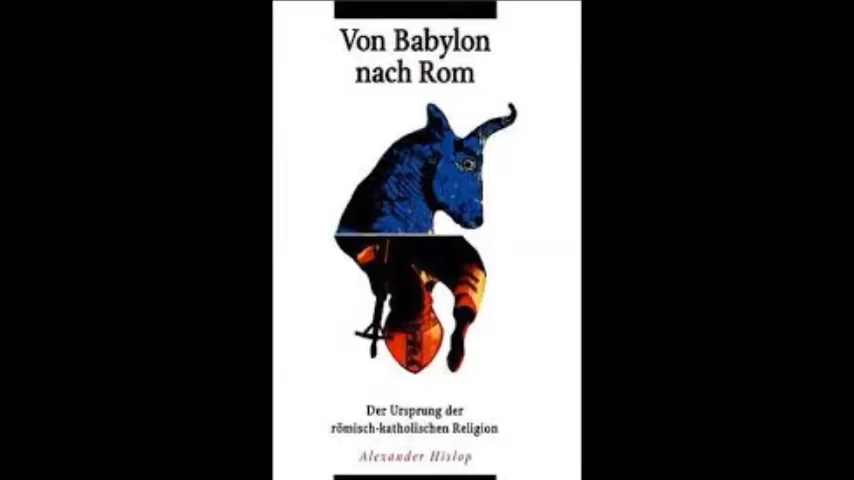 Von Babylon
nach Rom
Der Ursprung der
römisch-katholischen Religion
Alexander Hislop